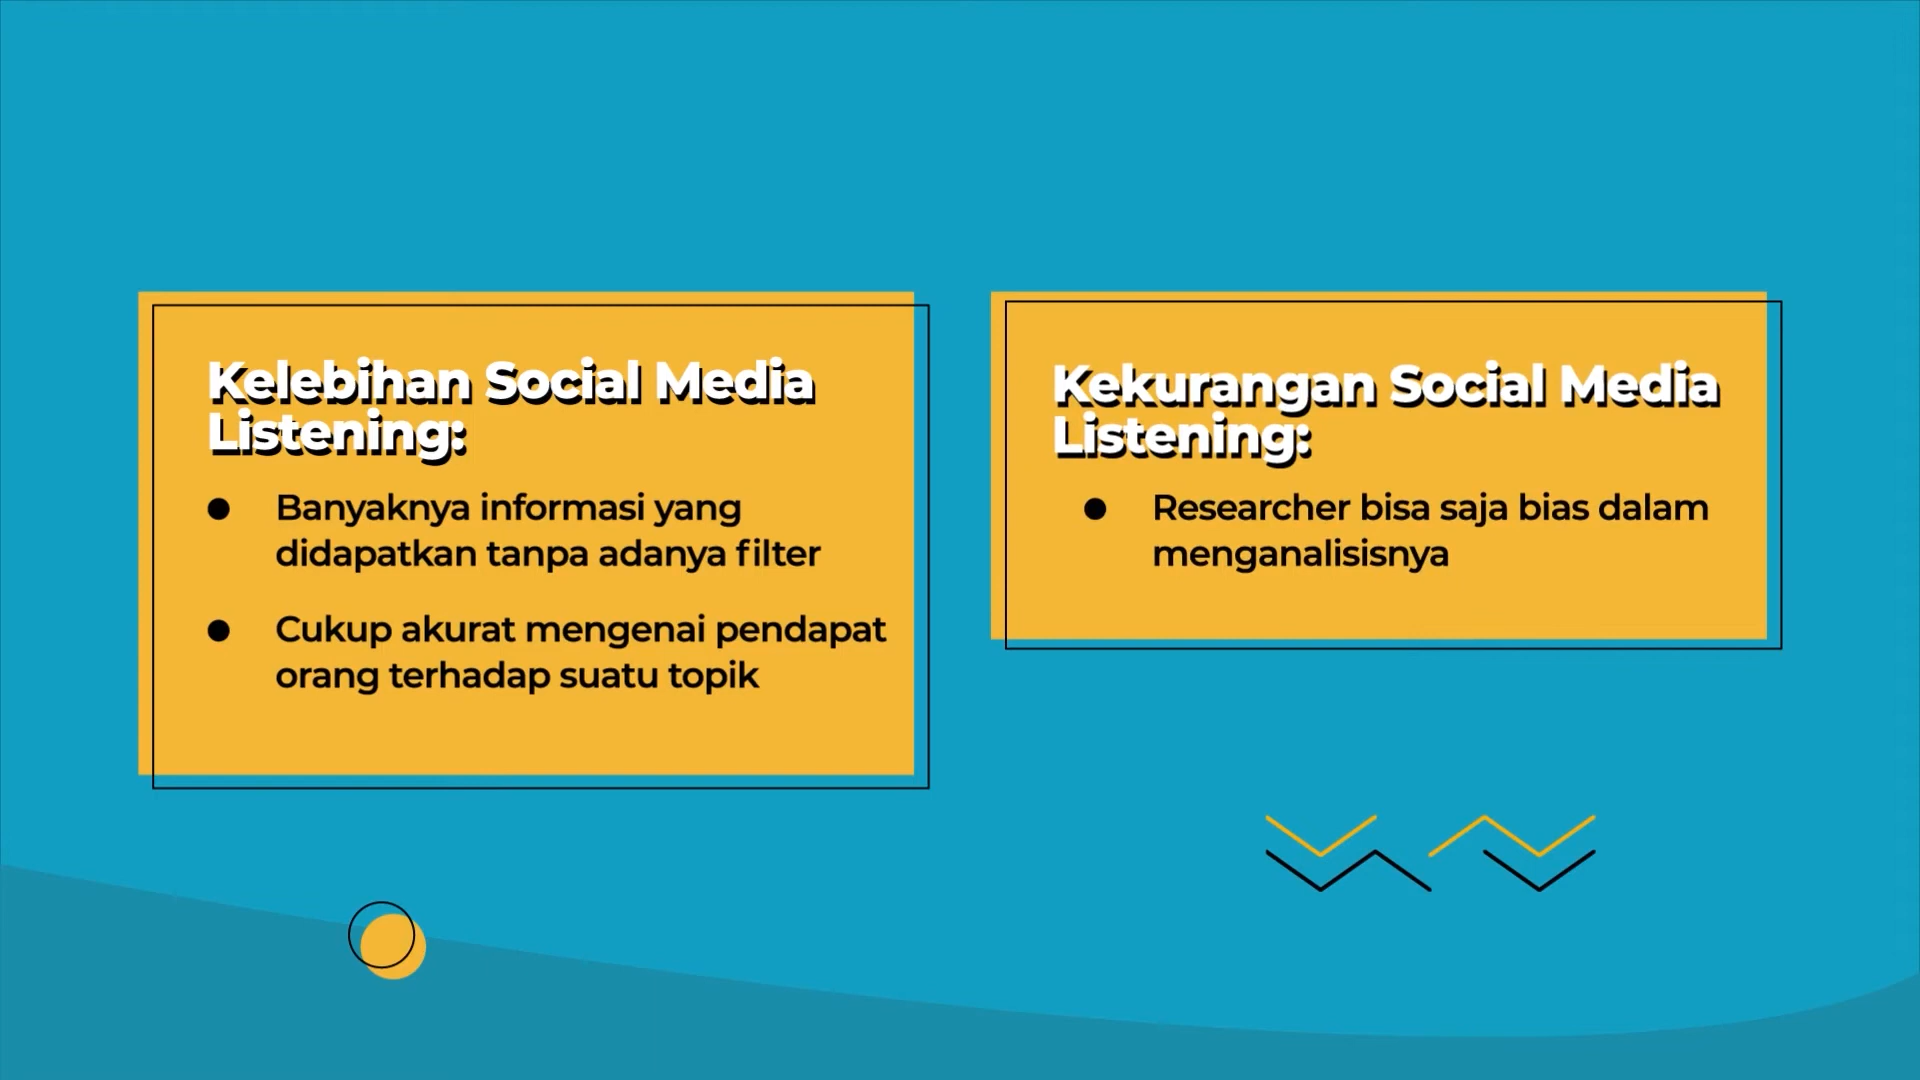 Kelebihan Social Media
Listening:
● Banyaknya informasi yang
didapatkan tanpa adanya filter
● Cukup akurat mengenai pendapat
orang terhadap suatu topik
Kekurangan Social Media
Listening:
● Researcher bisa saja bias dalam
menganalisisnya